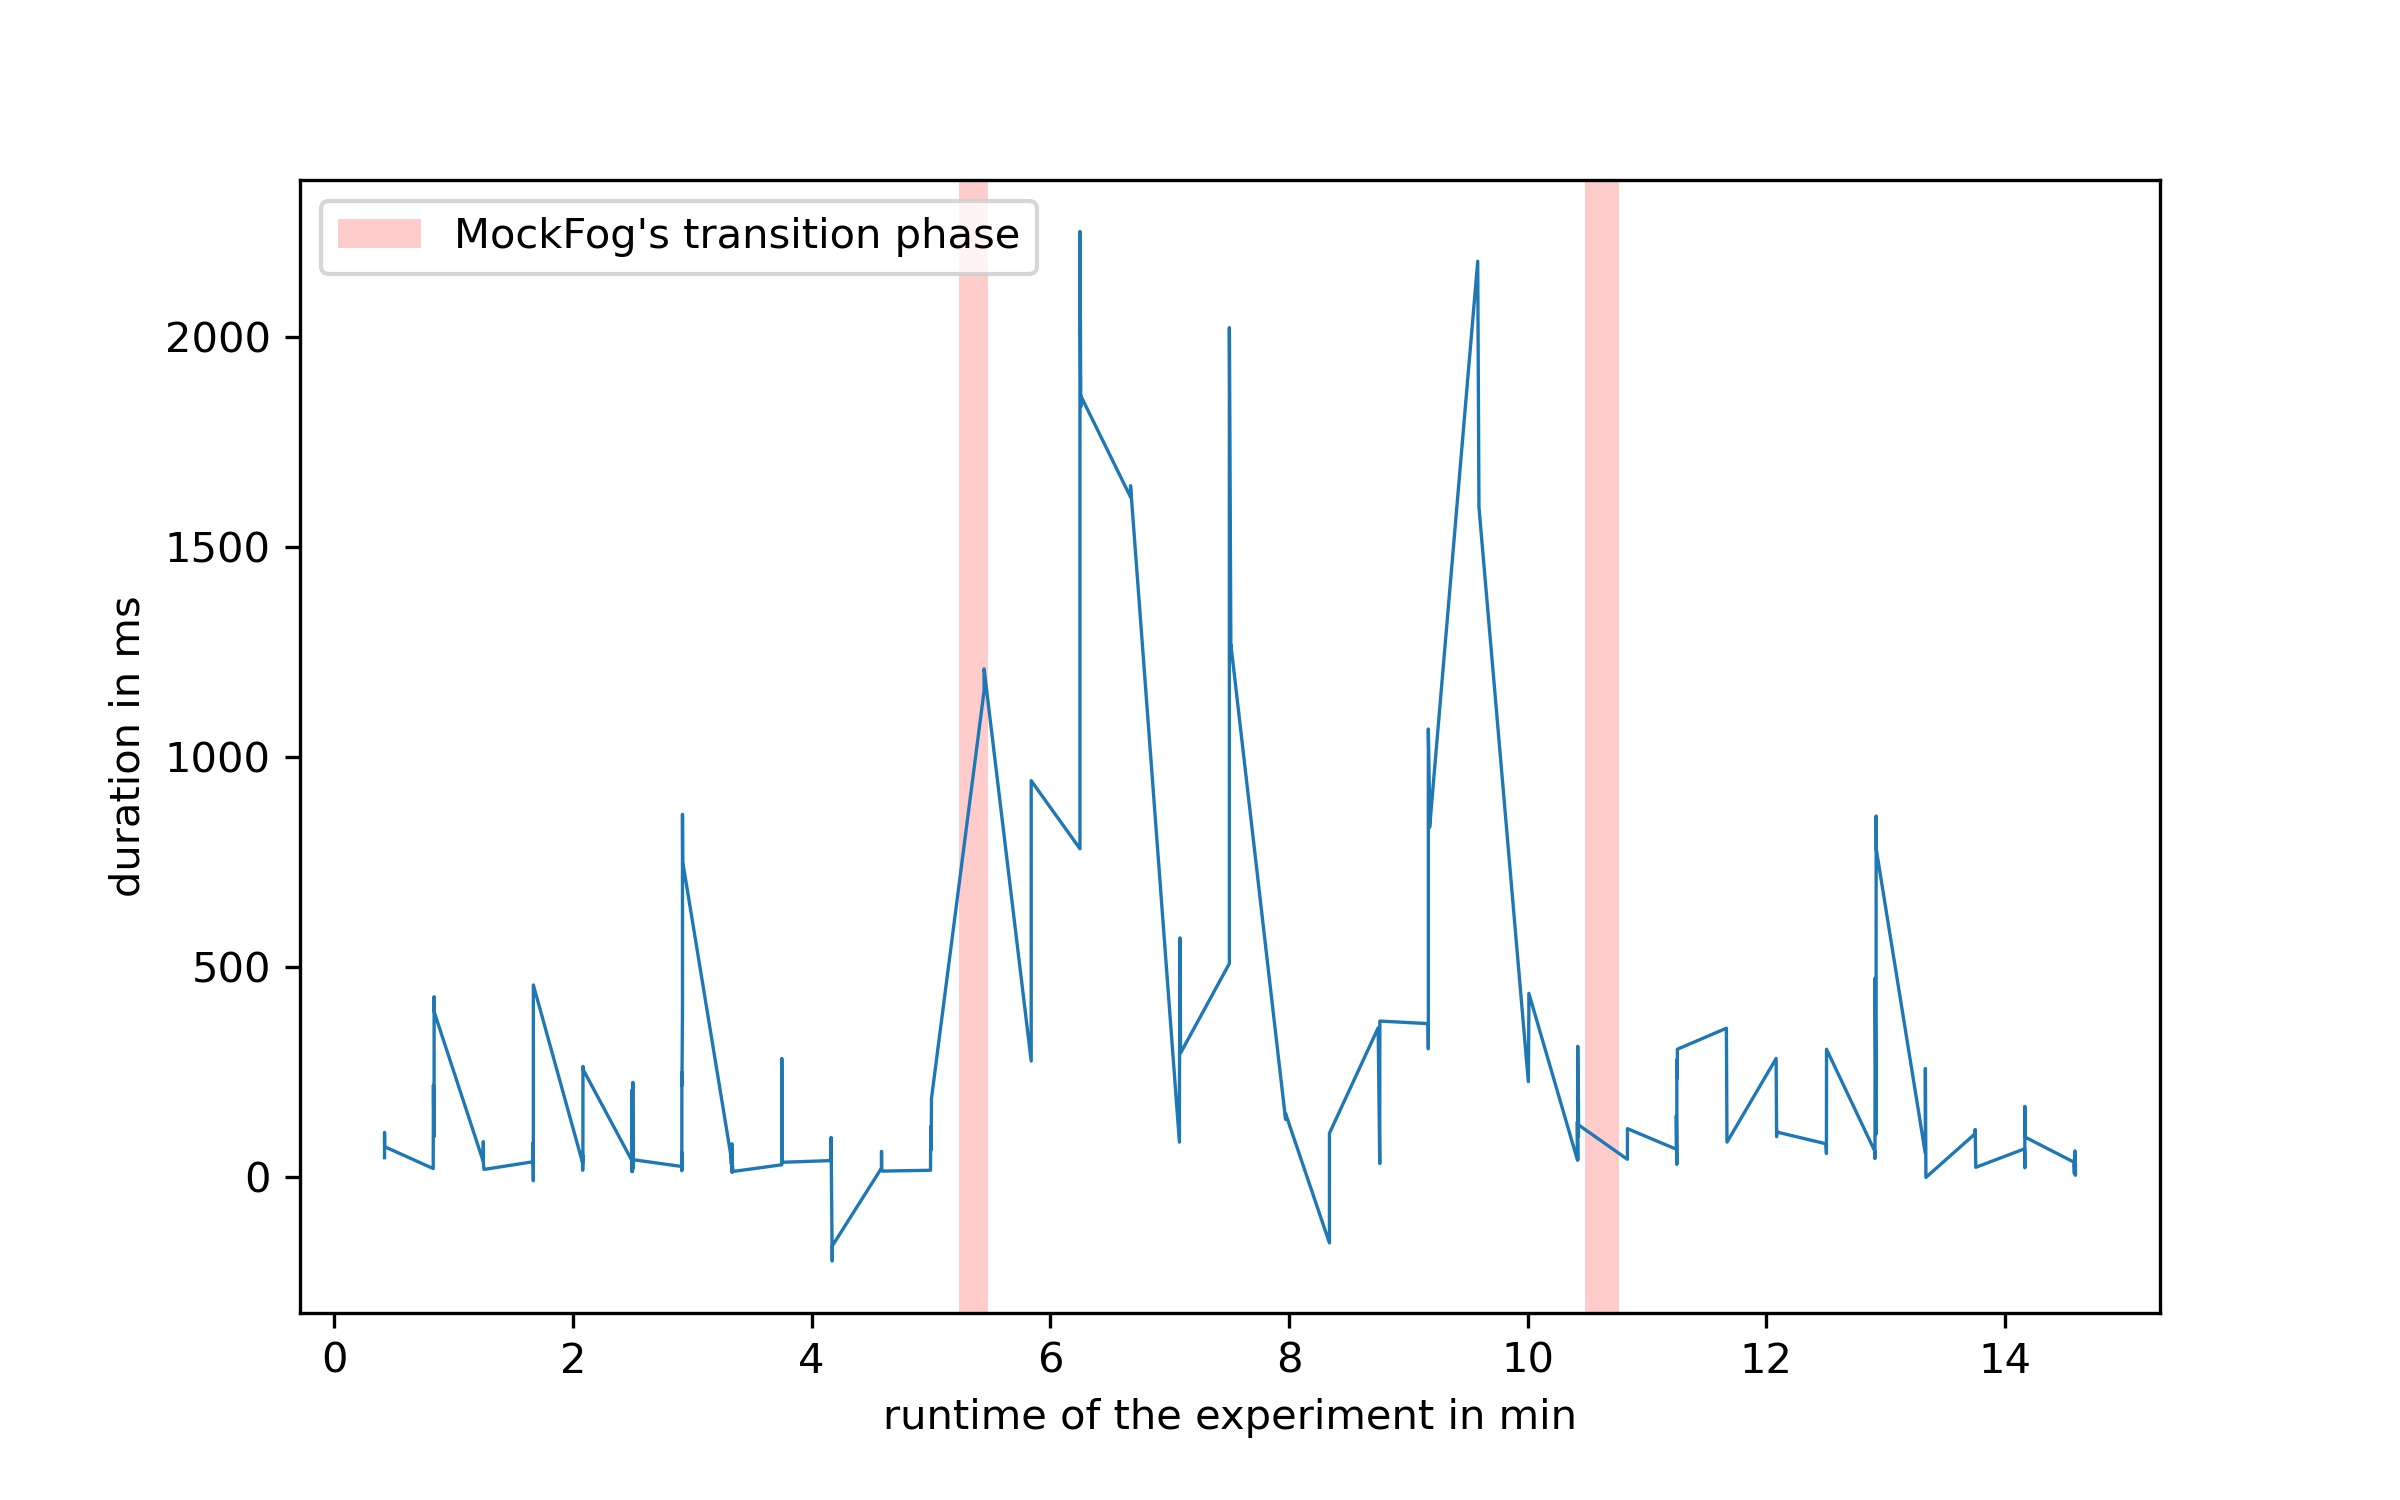 MockFog's transition phase
2000
1500
1000
500
0
duration in ms
0 2 4 6 8 10 12 14
runtime of the experiment in min